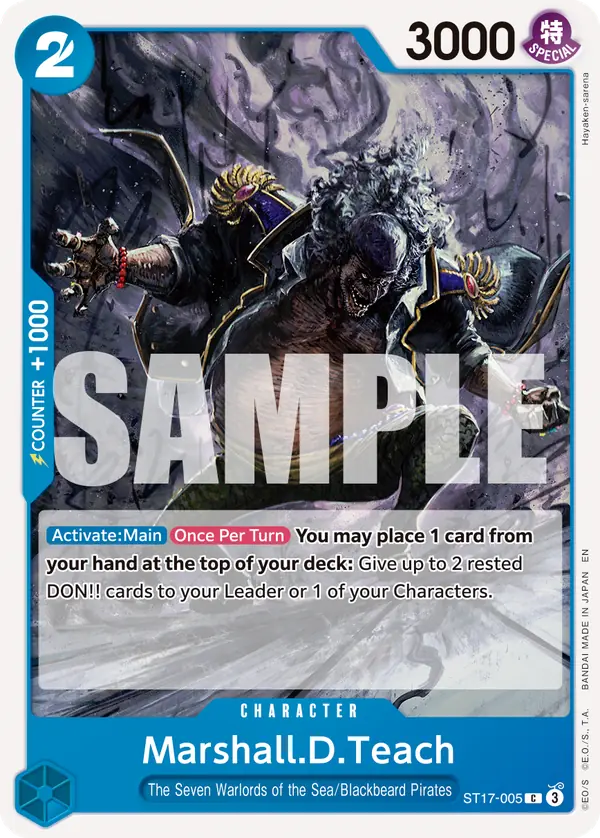 2
3000
特
SPECIAL
Hayaken-sarena
COUNTER +1000
SAMPLE
Activate:Main Once Per Turn You may place 1 card from
your hand at the top of your deck: Give up to 2 rested
DON!! cards to your Leader or 1 of your Characters.
CHARACTER
Marshall.D.Teach
The Seven Warlords of the Sea/Blackbeard Pirates
ST17-005 C 3
©EO/S ©E.O./S., T.A. BANDAI MADE IN JAPAN EN